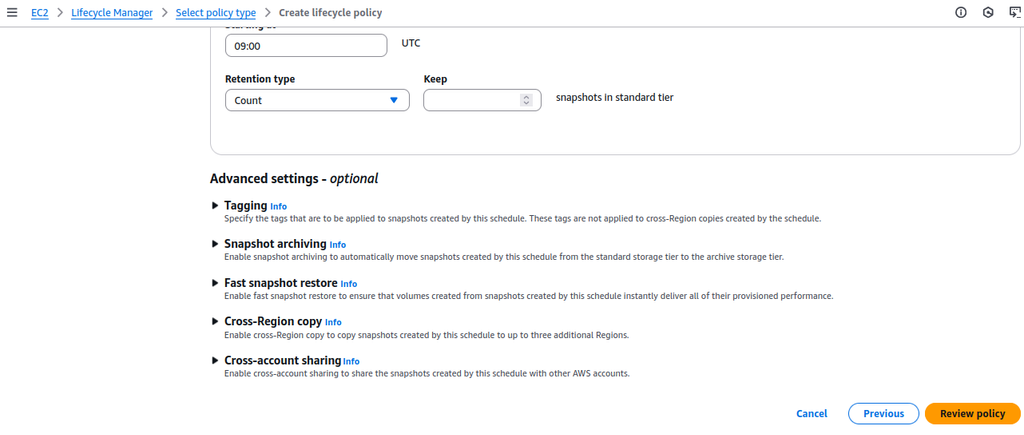 EC2 > Lifecycle Manager > Select policy type > Create lifecycle policy
09:00 UTC
Retention type Keep
Count snapshots in standard tier
Advanced settings - optional
Tagging Info
Specify the tags that are to be applied to snapshots created by this schedule. These tags are not applied to cross-Region copies created by the schedule.
Snapshot archiving Info
Enable snapshot archiving to automatically move snapshots created by this schedule from the standard storage tier to the archive storage tier.
Fast snapshot restore Info
Enable fast snapshot restore to ensure that volumes created from snapshots created by this schedule instantly deliver all of their provisioned performance.
Cross-Region copy Info
Enable cross-Region copy to copy snapshots created by this schedule to up to three additional Regions.
Cross-account sharing Info
Enable cross-account sharing to share the snapshots created by this schedule with other AWS accounts.
Cancel Previous Review policy